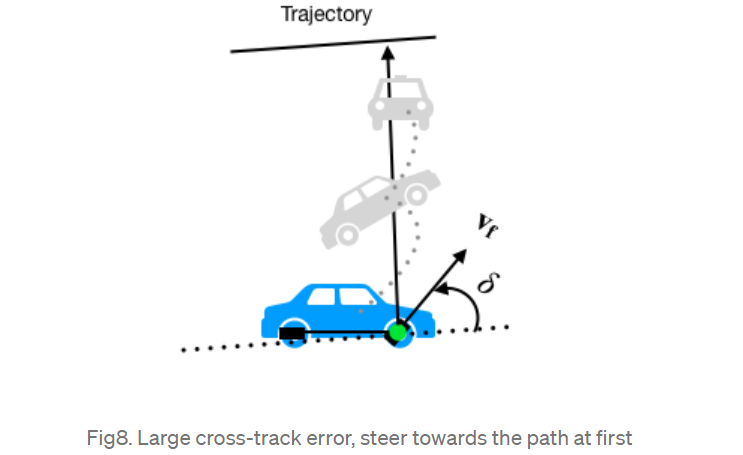 Trajectory
vf
δ
Fig8. Large cross-track error, steer towards the path at first